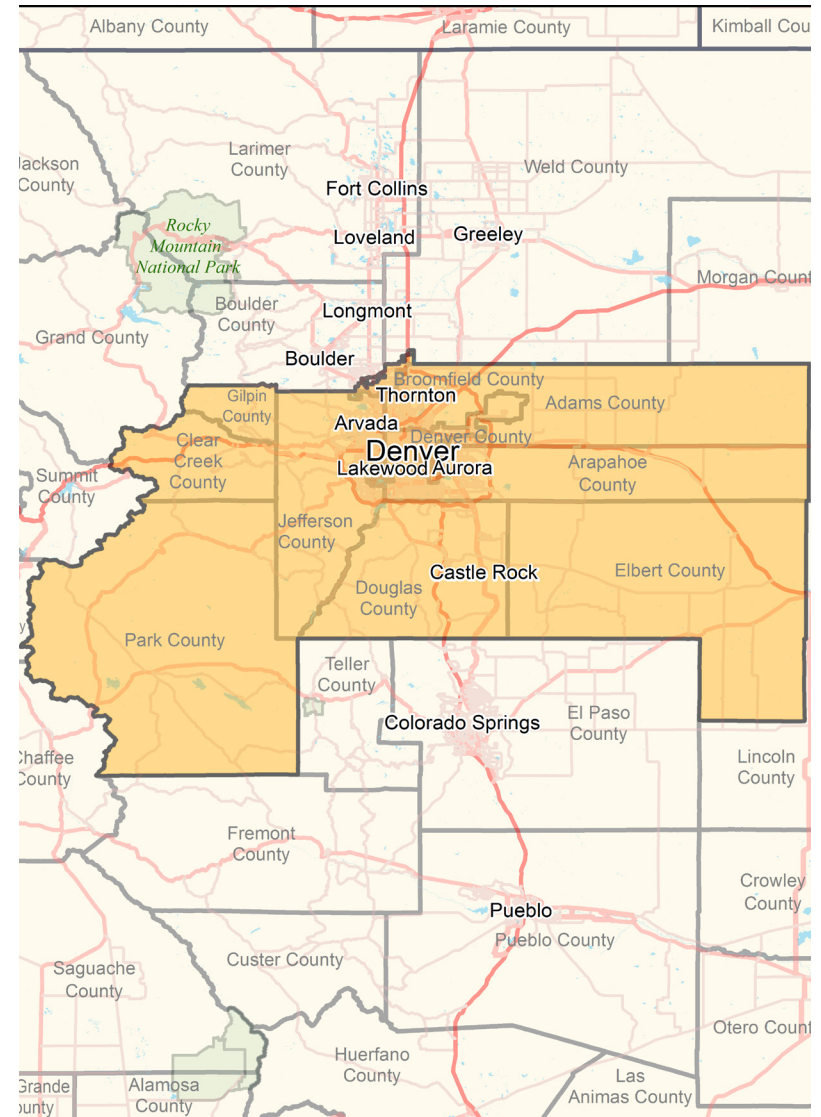 Albany County
Laramie County
Kimball Cou
Larimer
County
Jackson
County
Weld County
Fort Collins
Rocky
Mountain
National Park
Loveland
Greeley
Morgan Count
Boulder
County
Longmont
Grand County
Boulder
Broomfield County
Gilpin
County
Thornton
Adams County
Arvada
Denver County
Clear
Creek
County
Denver
Lakewood
Aurora
Arapahoe
County
Summit
County
Jefferson
County
Castle Rock
Elbert County
Douglas
County
y
Park County
Teller
County
Colorado Springs
El Paso
County
Chaffee
County
Lincoln
County
Fremont
County
Crowley
County
Pueblo
Pueblo County
Custer County
Saguache
County
Otero Count
Huerfano
County
Las
Animas County
Grande
ounty
Alamosa
County